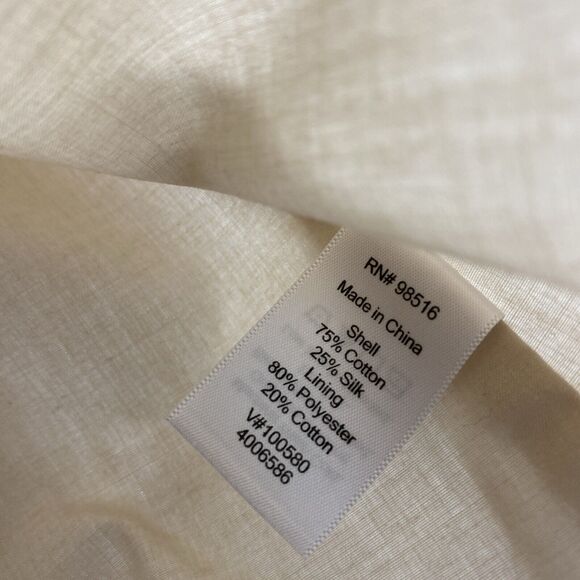 RN# 98516
Made in China
Shell
75% Cotton
25% Silk
Lining
80% Polyester
20% Cotton
V#100580
4006586